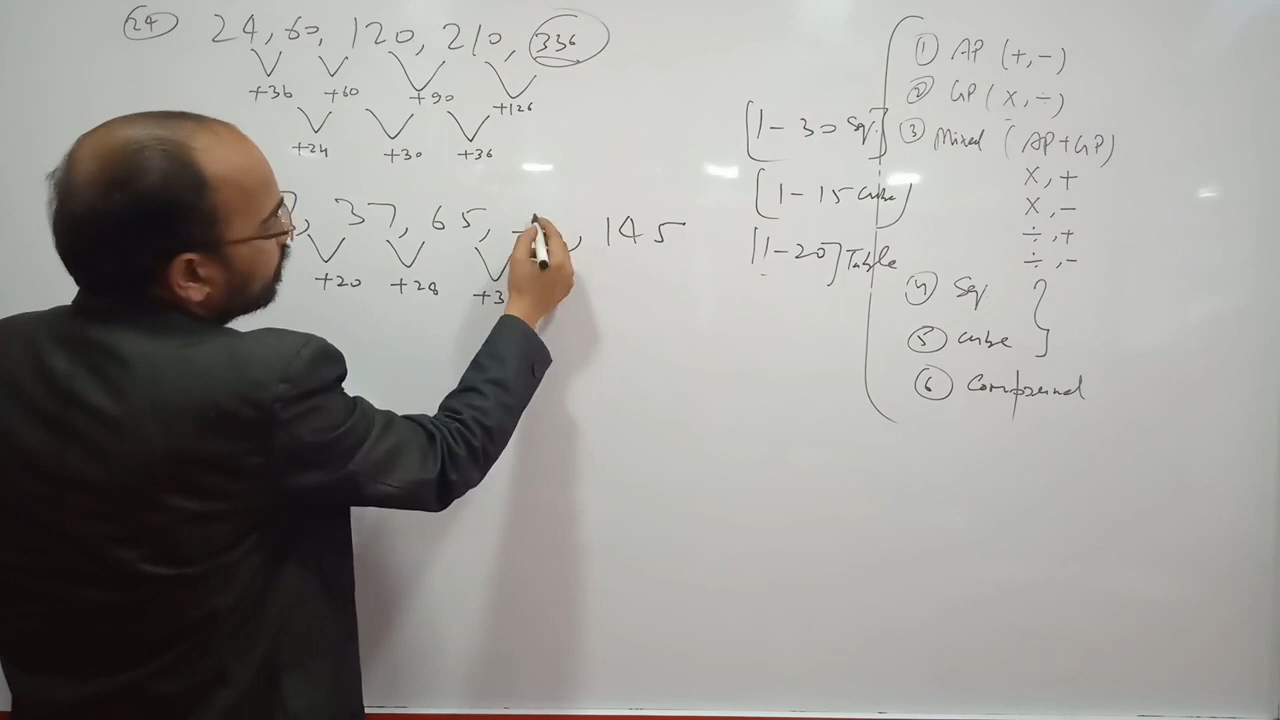 24 24, 60, 120, 210, 336
+36 +60 +90 +126
+24 +30 +36
37, 65, , 145
+20 +28 +3
[1-30 Sq.]
[1-15 Cube]
[1-20] Table
1 AP (+, -)
2 GP (×, ÷)
3 Mixed (AP+GP)
×, +
×, -
÷, +
÷, -
4 Sq.
5 Cube
6 Compound